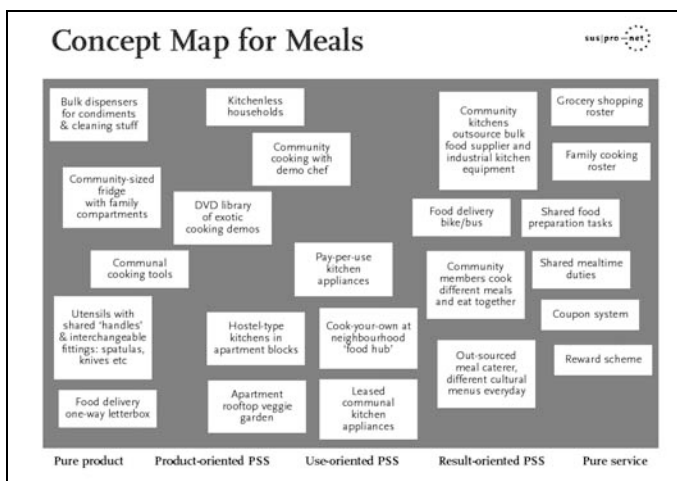 Concept Map for Meals
sus|pro—net
Bulk dispensers
for condiments
& cleaning stuff
Kitchenless
households
Community
kitchens
outsource bulk
food supplier and
industrial kitchen
equipment
Grocery shopping
roster
Community
cooking with
demo chef
Family cooking
roster
Community-sized
fridge
with family
compartments
DVD library
of exotic
cooking demos
Food delivery
bike/bus
Shared food
preparation tasks
Communal
cooking tools
Pay-per-use
kitchen
appliances
Community
members cook
different meals
and eat together
Shared mealtime
duties
Utensils with
shared 'handles'
& interchangeable
fittings: spatulas,
knives etc
Hostel-type
kitchens in
apartment blocks
Cook-your-own at
neighbourhood
'food hub'
Coupon system
Out-sourced
meal caterer,
different cultural
menus everyday
Reward scheme
Food delivery
one-way letterbox
Apartment
rooftop veggie
garden
Leased
communal
kitchen
appliances
Pure product
Product-oriented PSS
Use-oriented PSS
Result-oriented PSS
Pure service